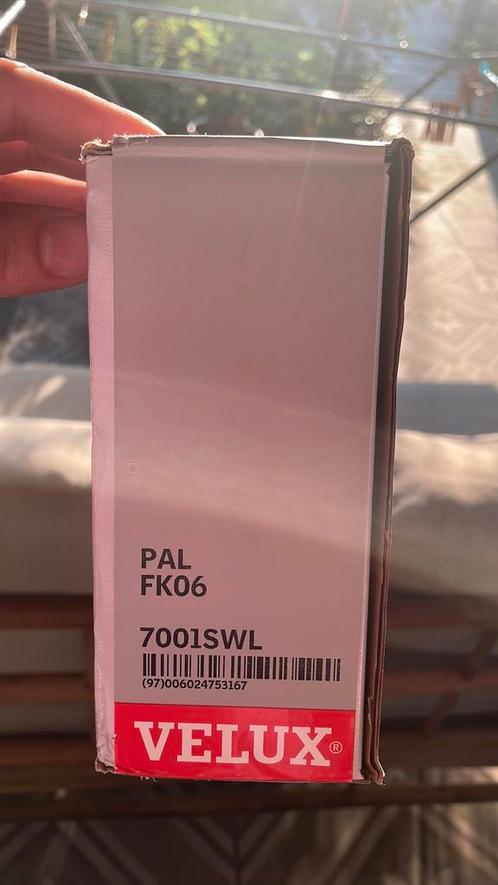 PAL
FK06
7001SWL
(97)006024753167
VELUX®